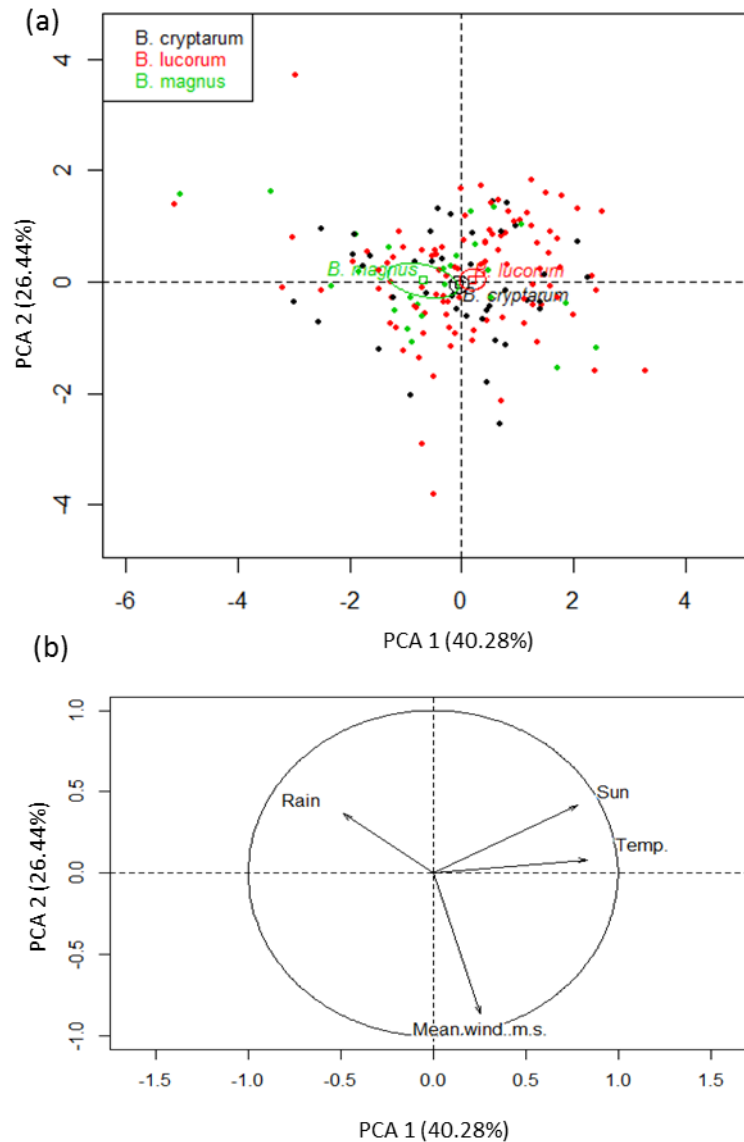 (a)
B. cryptarum
B. lucorum
B. magnus
4
2
0
-2
-4
B. magnus
B. lucorum
B. cryptarum
PCA 2 (26.44%)
-6 -4 -2 0 2 4
PCA 1 (40.28%)
(b)
1.0
0.5
0.0
-0.5
-1.0
Rain
Sun
Temp.
Mean.wind..m.s.
PCA 2 (26.44%)
-1.5 -1.0 -0.5 0.0 0.5 1.0 1.5
PCA 1 (40.28%)